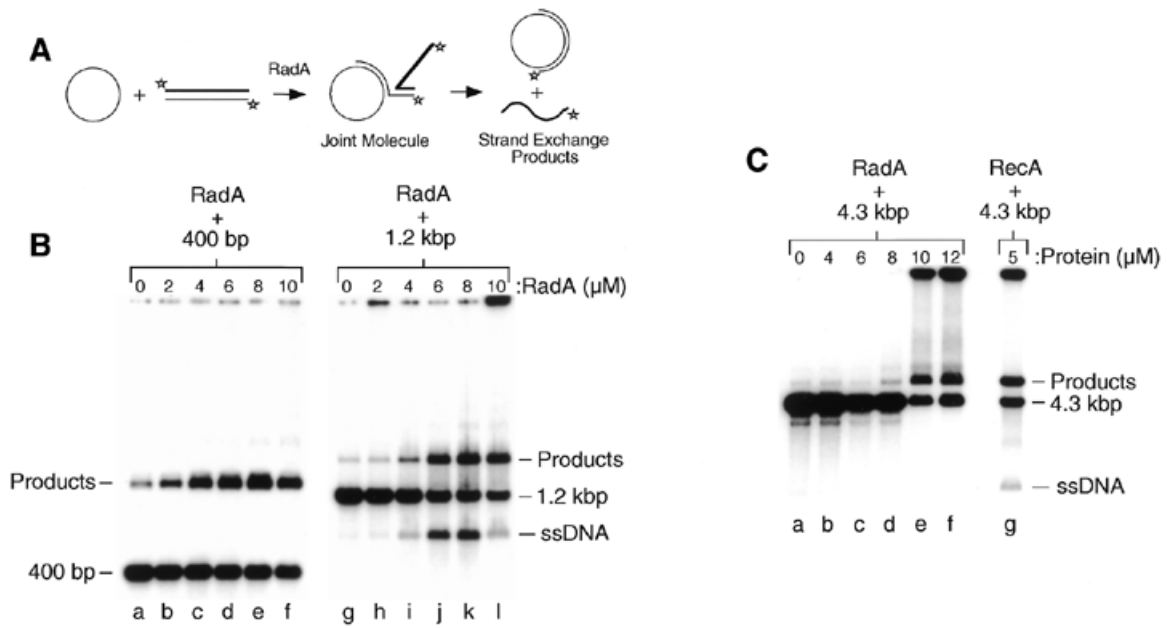 A
RadA
+
Joint Molecule
+
Strand Exchange
Products
B
RadA
+
400 bp
0 2 4 6 8 10
RadA
+
1.2 kbp
0 2 4 6 8 10 :RadA (µM)
Products
400 bp
a b c d e f
Products
1.2 kbp
ssDNA
g h i j k l
C
RadA
+
4.3 kbp
0 4 6 8 10 12
RecA
+
4.3 kbp
5 :Protein (µM)
Products
4.3 kbp
ssDNA
a b c d e f g